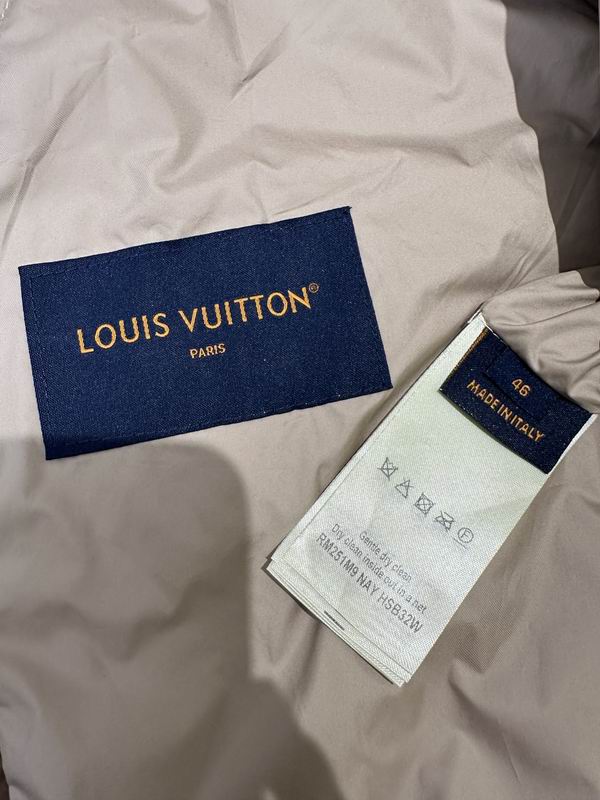 LOUIS VUITTON®
PARIS
46
MADE IN ITALY
Gentle dry clean
Dry clean inside out in a net
RM251M9 NAY HSB32W